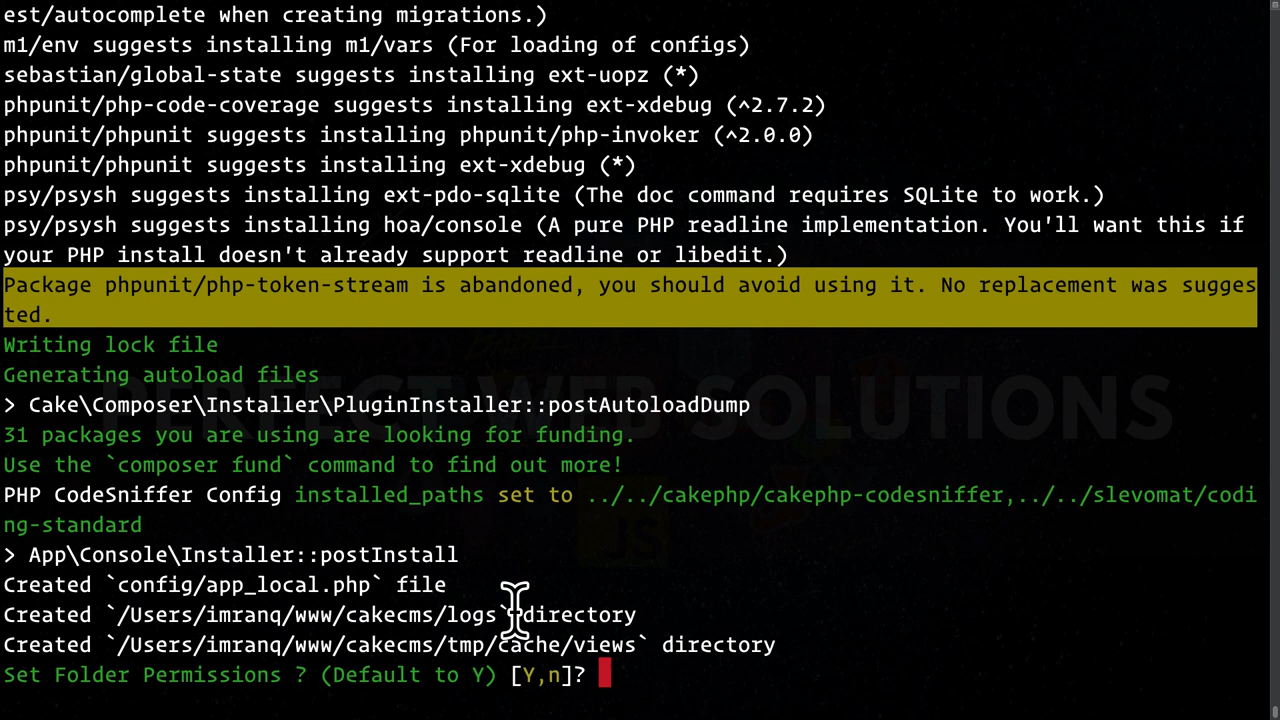 est/autocomplete when creating migrations.)
m1/env suggests installing m1/vars (For loading of configs)
sebastian/global-state suggests installing ext-uopz (*)
phpunit/php-code-coverage suggests installing ext-xdebug (^2.7.2)
phpunit/phpunit suggests installing phpunit/php-invoker (^2.0.0)
phpunit/phpunit suggests installing ext-xdebug (*)
psy/psysh suggests installing ext-pdo-sqlite (The doc command requires SQLite to work.)
psy/psysh suggests installing hoa/console (A pure PHP readline implementation. You'll want this if
your PHP install doesn't already support readline or libedit.)
Package phpunit/php-token-stream is abandoned, you should avoid using it. No replacement was sugges
ted.
Writing lock file
Generating autoload files
> Cake\Composer\Installer\PluginInstaller::postAutoloadDump
PERFECT WEB SOLUTIONS
31 packages you are using are looking for funding.
Use the `composer fund` command to find out more!
PHP CodeSniffer Config installed_paths set to ../../cakephp/cakephp-codesniffer,../../slevomat/codi
ng-standard
JS
> App\Console\Installer::postInstall
Created `config/app_local.php` file
Created `/Users/imranq/www/cakecms/logs` directory
Created `/Users/imranq/www/cakecms/tmp/cache/views` directory
Set Folder Permissions ? (Default to Y) [Y,n]?